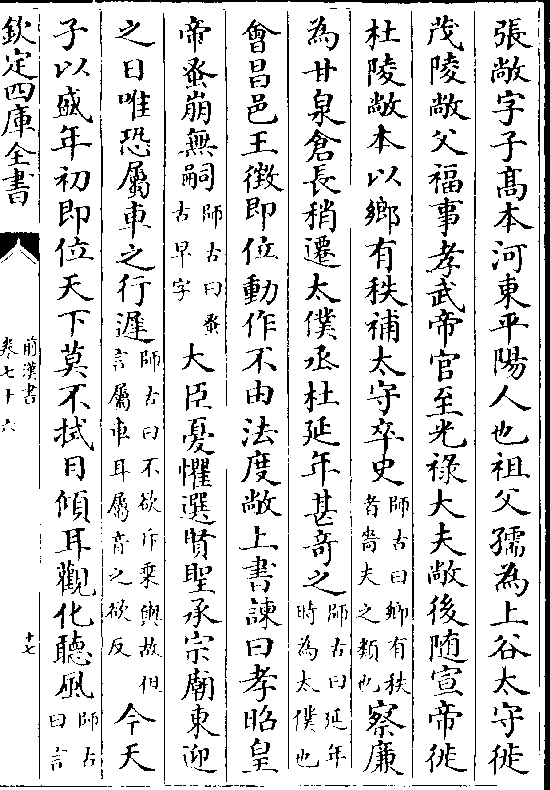 張敞字子髙本河東平陽人也祖父孺為上谷太守徙
茂陵敞父福事孝武帝官至光祿大夫敞後随宣帝徙
杜陵敞本以鄉有秩補太守卒史師古曰鄉有秩者嗇夫之類也察廉
為甘泉倉長稍遷太僕丞杜延年甚竒之師古曰延年時為太僕也
會昌邑王徴即位動作不由法度敞上書諫曰孝昭皇
帝蚤崩無嗣師古曰蚤古早字大臣憂懼選賢聖承宗廟東迎
之日唯恐屬車之行遲師古曰不欲斥乗輿故但言屬車耳屬音之欲反今天
子以盛年初即位天下莫不拭目傾耳觀化聽風師古曰言
欽定四庫全書
前漢書
卷七十六
十七